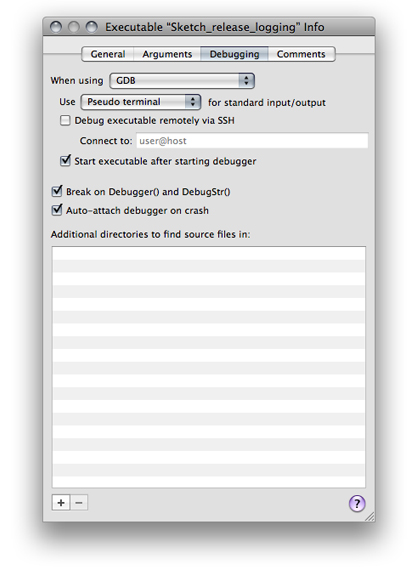 Executable “Sketch_release_logging” Info
General Arguments Debugging Comments
When using GDB
Use Pseudo terminal for standard input/output
Debug executable remotely via SSH
Connect to: user@host
Start executable after starting debugger
Break on Debugger() and DebugStr()
Auto-attach debugger on crash
Additional directories to find source files in:
+ −
?